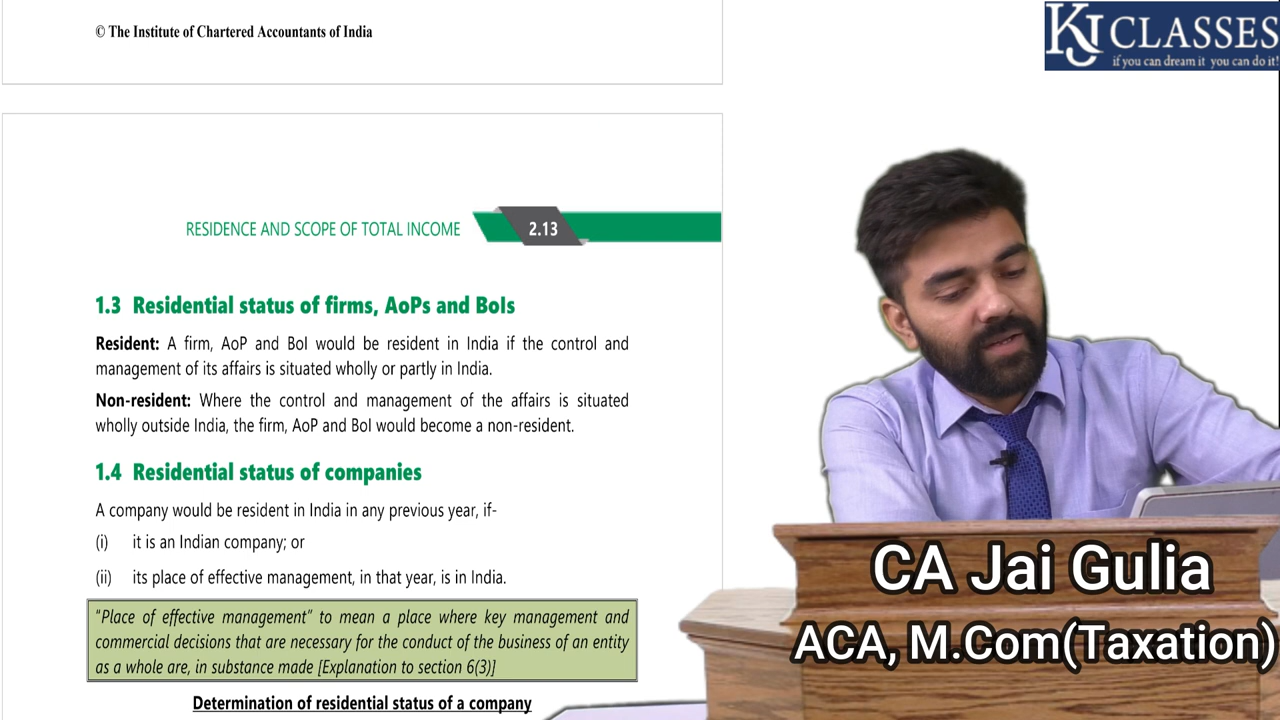 © The Institute of Chartered Accountants of India
KJ CLASSES
if you can dream it you can do it!
RESIDENCE AND SCOPE OF TOTAL INCOME 2.13
1.3 Residential status of firms, AoPs and BoIs
Resident: A firm, AoP and BoI would be resident in India if the control and
management of its affairs is situated wholly or partly in India.
Non-resident: Where the control and management of the affairs is situated
wholly outside India, the firm, AoP and BoI would become a non-resident.
1.4 Residential status of companies
A company would be resident in India in any previous year, if-
(i) it is an Indian company; or
(ii) its place of effective management, in that year, is in India.
"Place of effective management" to mean a place where key management and
commercial decisions that are necessary for the conduct of the business of an entity
as a whole are, in substance made [Explanation to section 6(3)]
Determination of residential status of a company
CA Jai Gulia
ACA, M.Com(Taxation)